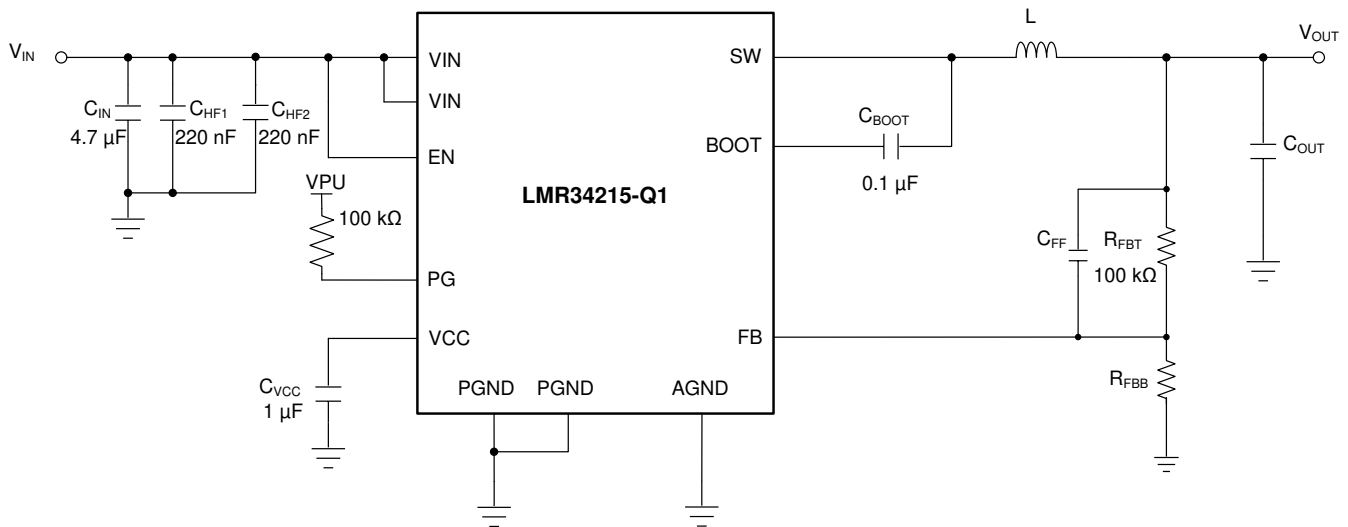 L
V_IN
V_OUT
VIN
SW
VIN
C_IN
4.7 µF
C_HF1
220 nF
C_HF2
220 nF
C_BOOT
0.1 µF
BOOT
EN
C_OUT
VPU
100 kΩ
LMR34215-Q1
C_FF
R_FBT
100 kΩ
PG
VCC
FB
C_VCC
1 µF
PGND
PGND
AGND
R_FBB